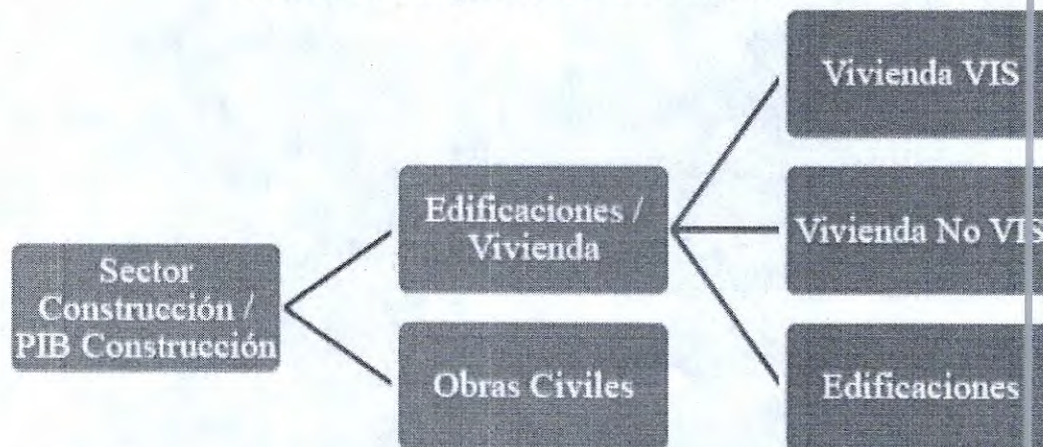 Sector
Construcción /
PIB Construcción
Edificaciones /
Vivienda
Obras Civiles
Vivienda VIS
Vivienda No VIS
Edificaciones